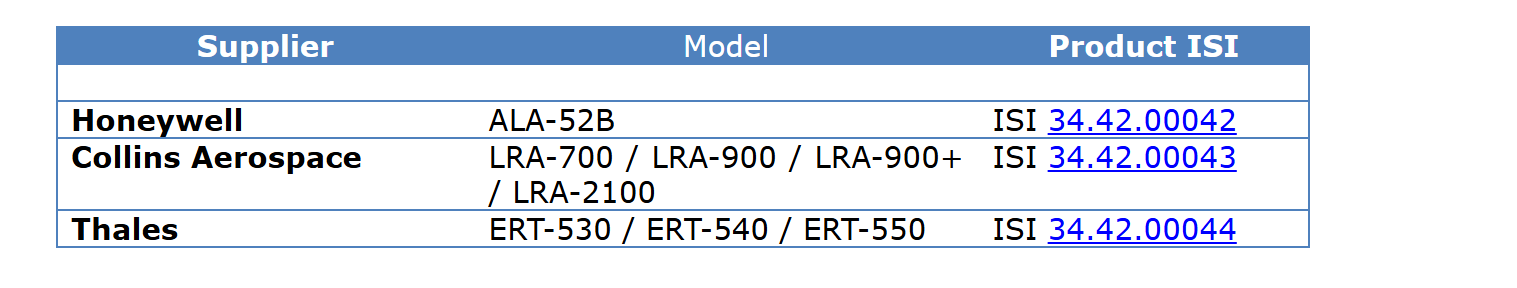 Supplier Model Product ISI
Honeywell ALA-52B ISI 34.42.00042
Collins Aerospace LRA-700 / LRA-900 / LRA-900+ ISI 34.42.00043
/ LRA-2100
Thales ERT-530 / ERT-540 / ERT-550 ISI 34.42.00044